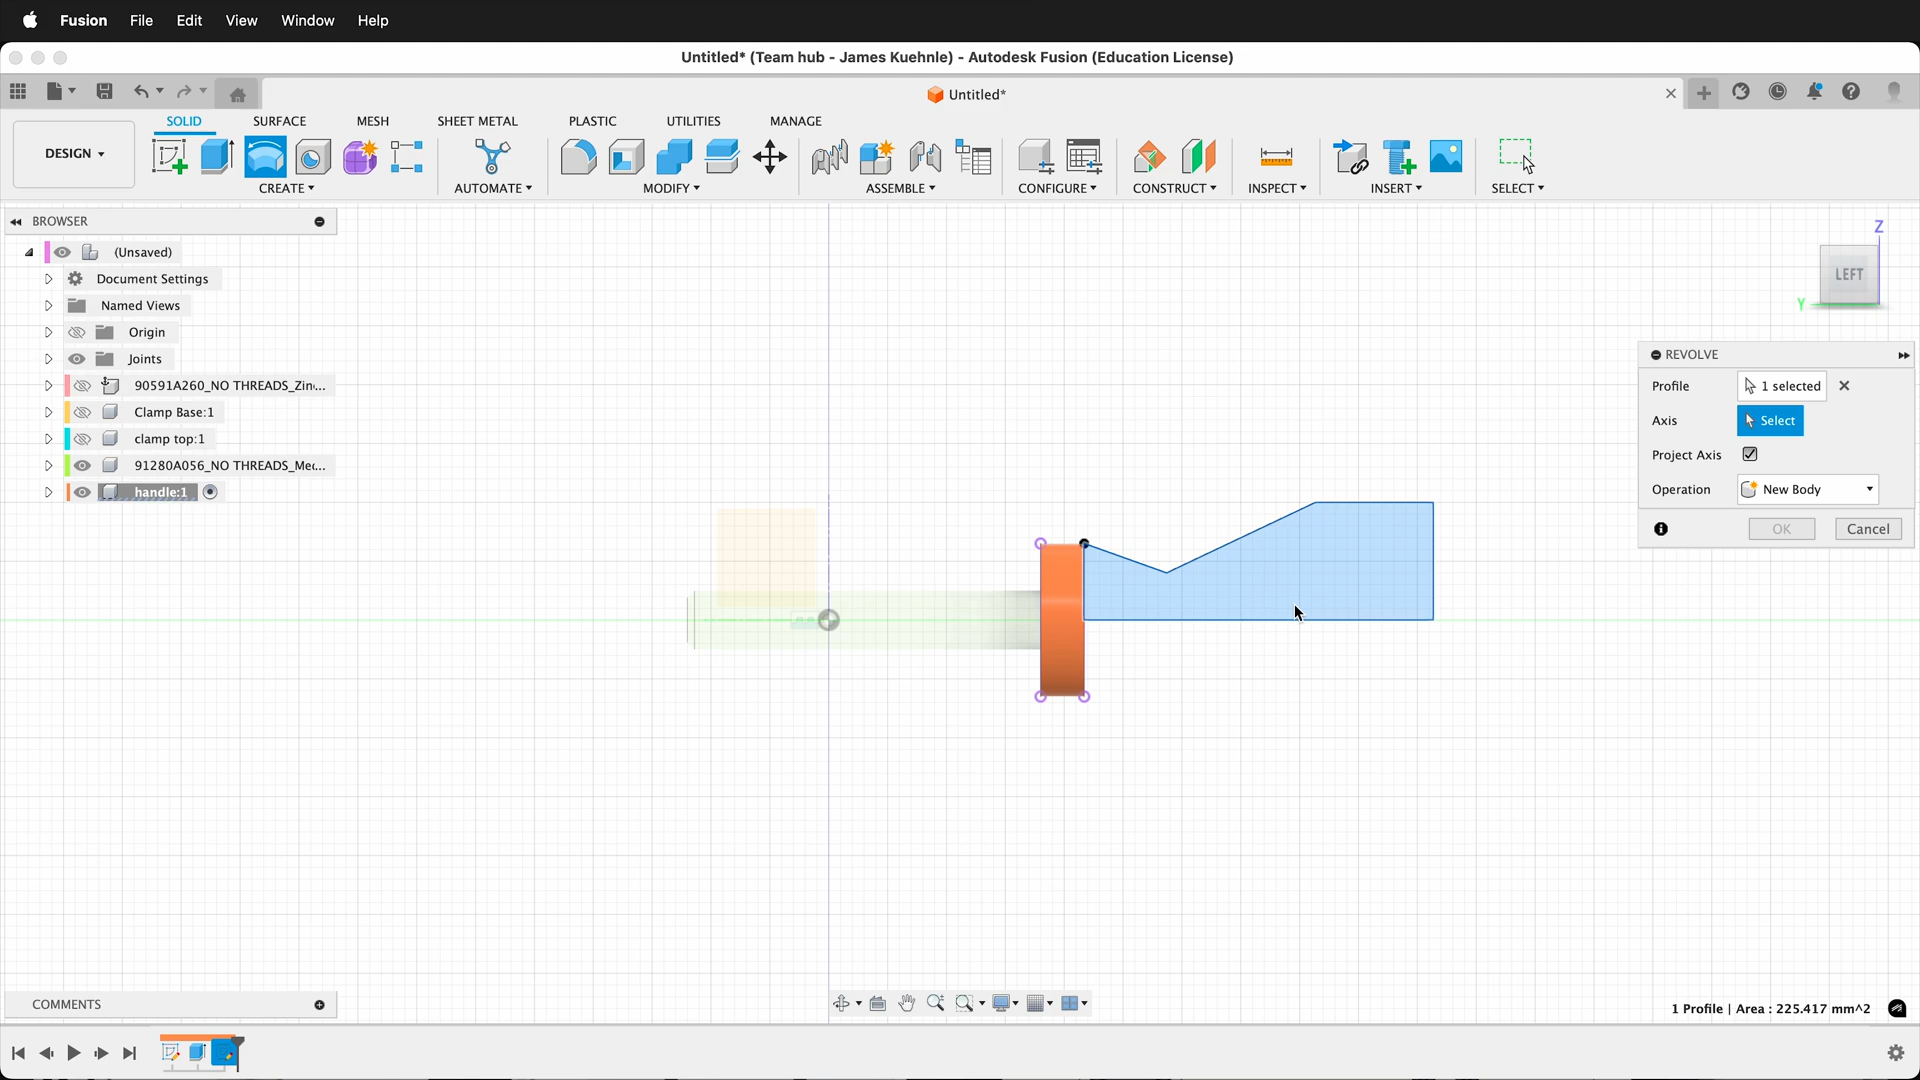 Fusion File Edit View Window Help
Untitled* (Team hub - James Kuehnle) - Autodesk Fusion (Education License)
Untitled*
SOLID SURFACE MESH SHEET METAL PLASTIC UTILITIES MANAGE
DESIGN
CREATE AUTOMATE MODIFY ASSEMBLE CONFIGURE CONSTRUCT INSPECT INSERT SELECT
BROWSER
(Unsaved)
Document Settings
Named Views
Origin
Joints
90591A260_NO THREADS_Zin...
Clamp Base:1
clamp top:1
91280A056_NO THREADS_Mec...
handle:1
Z
LEFT
Y
REVOLVE
Profile 1 selected
Axis Select
Project Axis
Operation New Body
OK Cancel
COMMENTS
1 Profile | Area : 225.417 mm^2